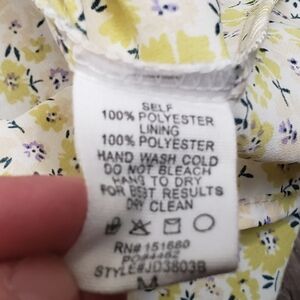 SELF
100% POLYESTER
LINING
100% POLYESTER
HAND WASH COLD
DO NOT BLEACH
HANG TO DRY
FOR BEST RESULTS
DRY CLEAN
RN# 151680
PO#4462
STYLE#JD3803B
M